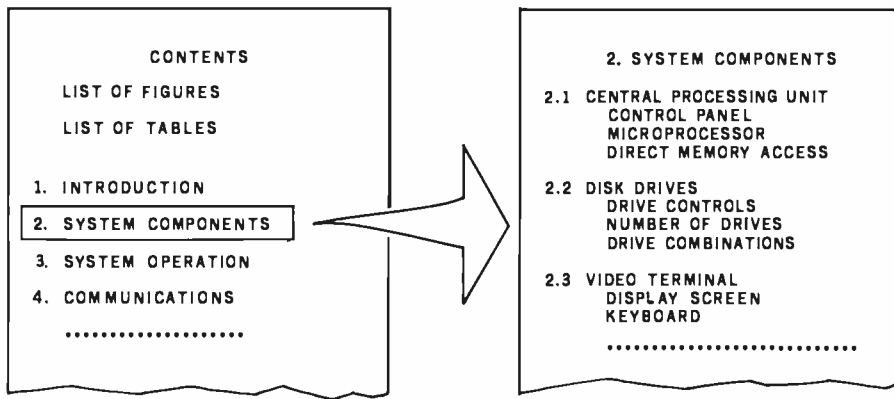 CONTENTS
LIST OF FIGURES
LIST OF TABLES
1. INTRODUCTION
2. SYSTEM COMPONENTS
3. SYSTEM OPERATION
4. COMMUNICATIONS
....................
2. SYSTEM COMPONENTS
2.1 CENTRAL PROCESSING UNIT
CONTROL PANEL
MICROPROCESSOR
DIRECT MEMORY ACCESS
2.2 DISK DRIVES
DRIVE CONTROLS
NUMBER OF DRIVES
DRIVE COMBINATIONS
2.3 VIDEO TERMINAL
DISPLAY SCREEN
KEYBOARD
............................